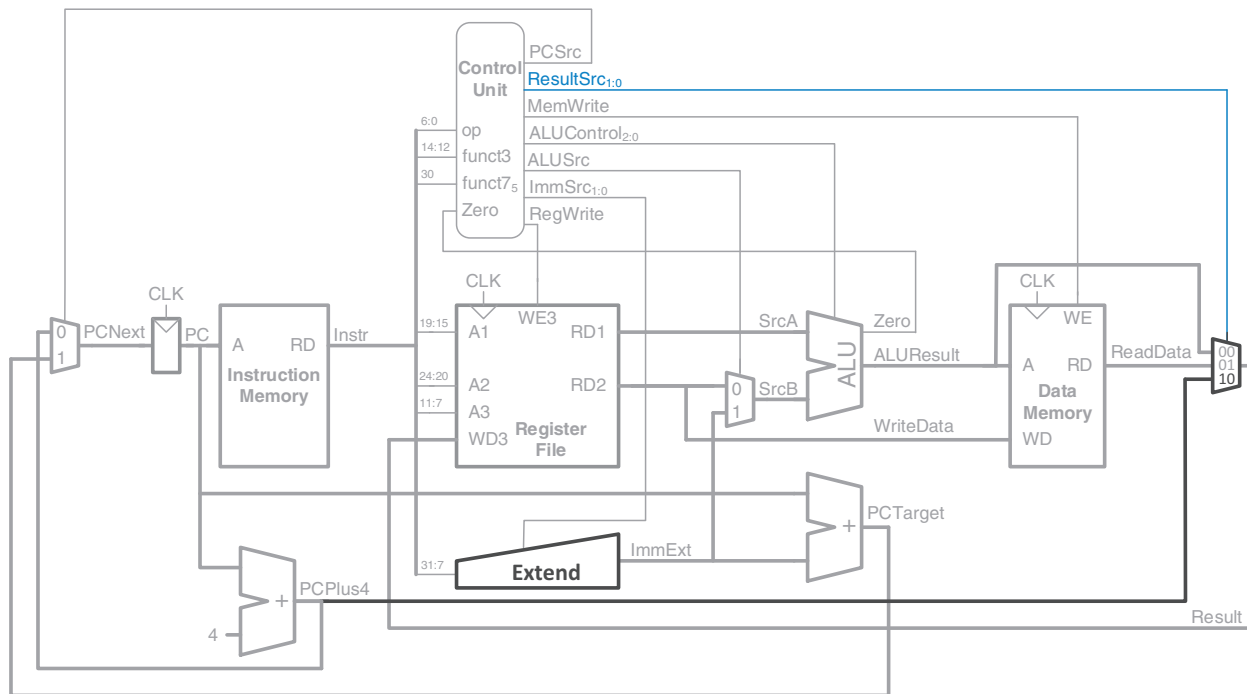 PCSrc
Control
Unit
ResultSrc1:0
MemWrite
6:0
op
ALUControl2:0
14:12
funct3
ALUSrc
30
funct75
ImmSrc1:0
Zero
RegWrite
CLK
CLK
CLK
0
1
PCNext
PC
A
RD
Instruction
Memory
Instr
19:15
A1
WE3
RD1
24:20
A2
RD2
11:7
A3
WD3
Register
File
SrcA
0
1
SrcB
ALU
Zero
ALUResult
WriteData
WE
A
RD
Data
Memory
WD
ReadData
00
01
10
PCTarget
+
31:7
Extend
ImmExt
PCPlus4
+
4
Result